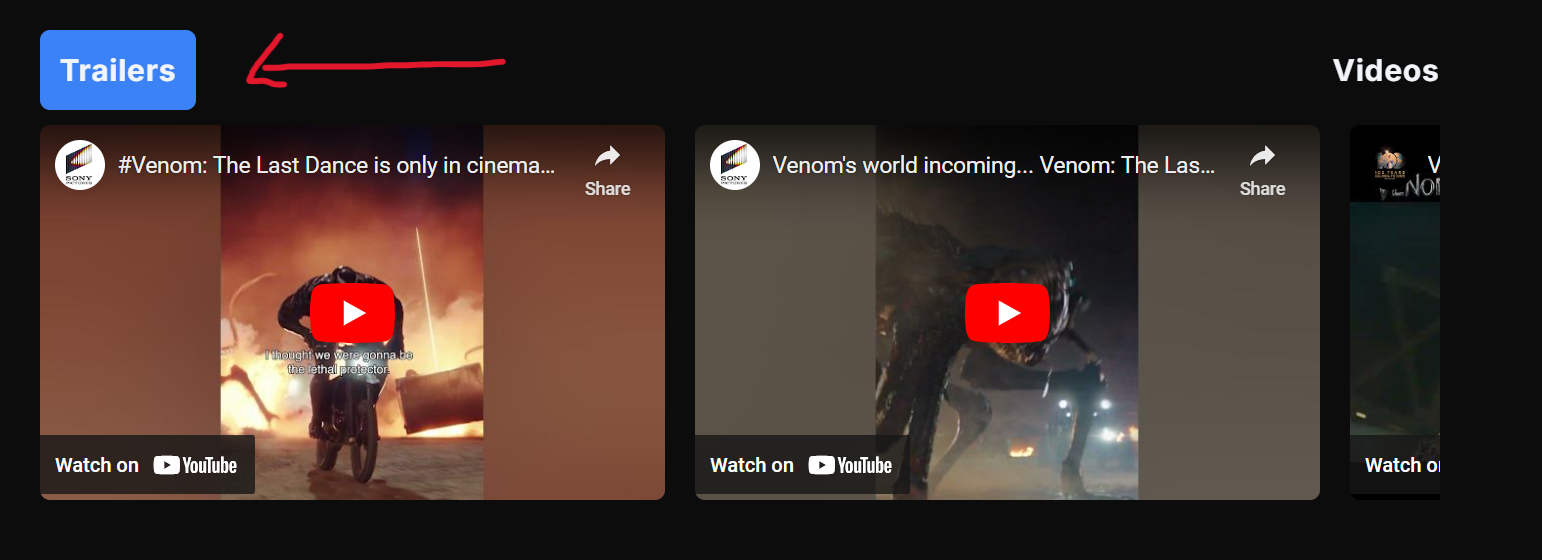 Trailers
Videos
#Venom: The Last Dance is only in cinema...
Share
SONY
PICTURES
I thought we were gonna be
the lethal protector.
Watch on YouTube
Venom's world incoming... Venom: The Las...
Share
SONY
PICTURES
Watch on YouTube
V
Watch o